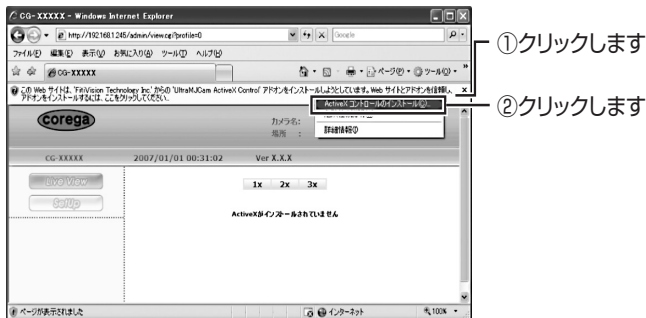 CG-XXXXX - Windows Internet Explorer
http://192.168.1.245/admin/view.cgi?profile=0
Google
ファイル(F) 編集(E) 表示(V) お気に入り(A) ツール(T) ヘルプ(H)
CG-XXXXX
ページ(P) ツール(O)
この Web サイトは、'FitiVision Technology Inc.' からの 'UltraMJCam ActiveX Control' アドオンをインストールしようとしています。Web サイトとアドオンを信頼し、
アドオンをインストールするには、ここをクリックしてください。
ActiveX コントロールのインストール(C)...
詳細情報(I)
corega
カメラ名:
場所 :
CG-XXXXX 2007/01/01 00:31:02 Ver X.X.X
Live View
SetUp
1x 2x 3x
ActiveXがインストールされていません
ページが表示されました
インターネット
100%
①クリックします
②クリックします